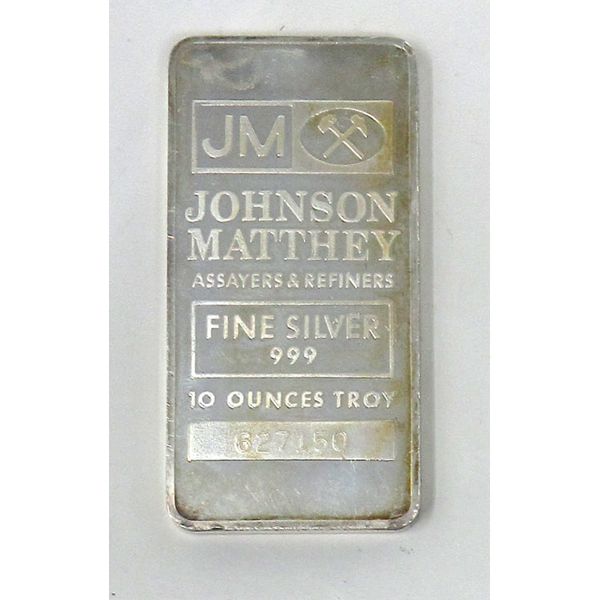 JM
JOHNSON
MATTHEY
ASSAYERS & REFINERS
FINE SILVER
999
10 OUNCES TROY
627150